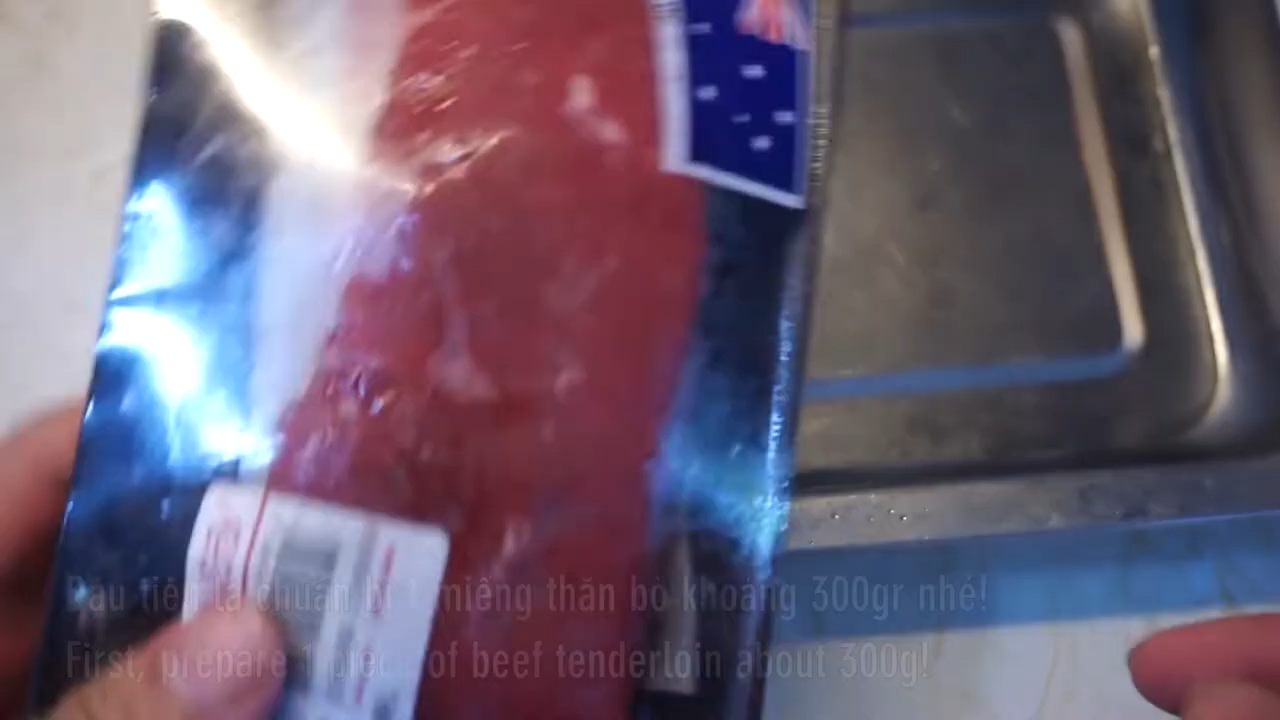 Đầu tiên là chuẩn bị 1 miếng thăn bò khoảng 300gr nhé!
First, prepare 1 piece of beef tenderloin about 300g!